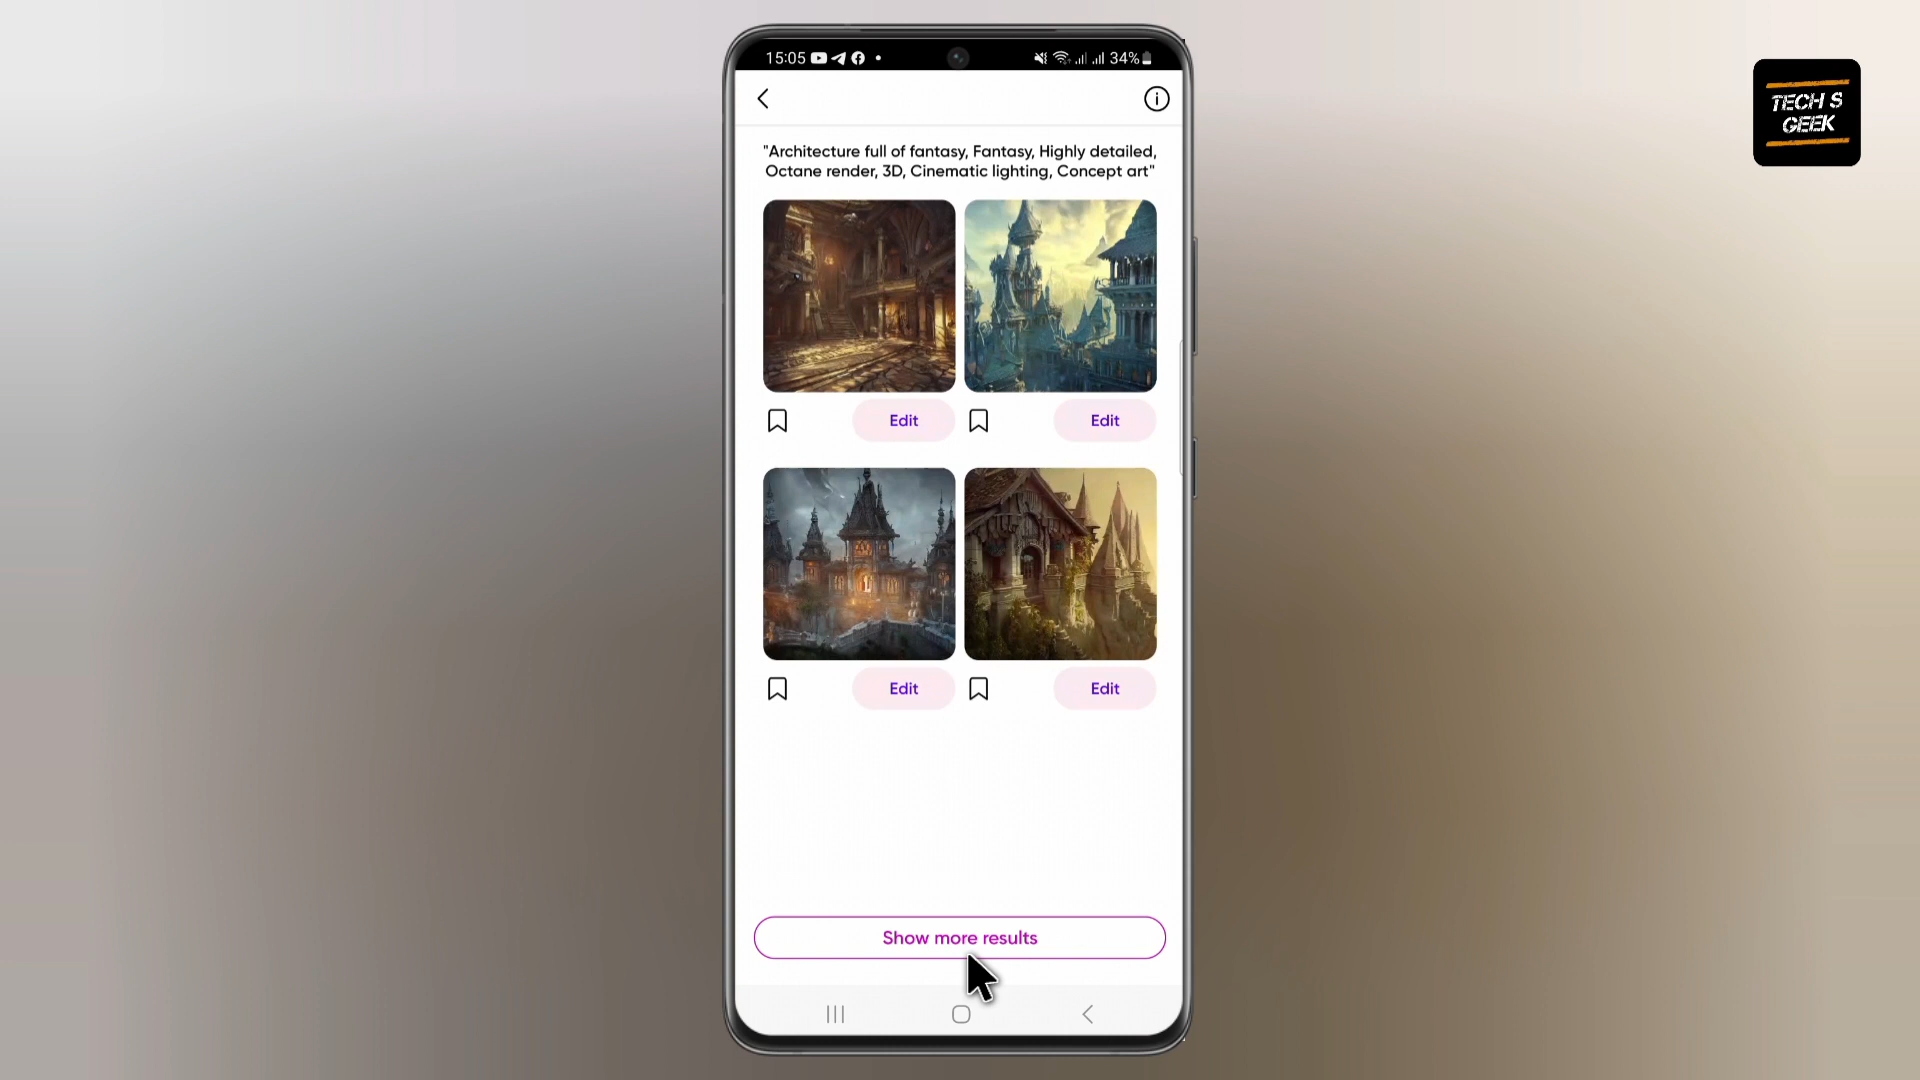 15:05
34%
TECH S
GEEK
"Architecture full of fantasy, Fantasy, Highly detailed,
Octane render, 3D, Cinematic lighting, Concept art"
Edit
Edit
Edit
Edit
Show more results